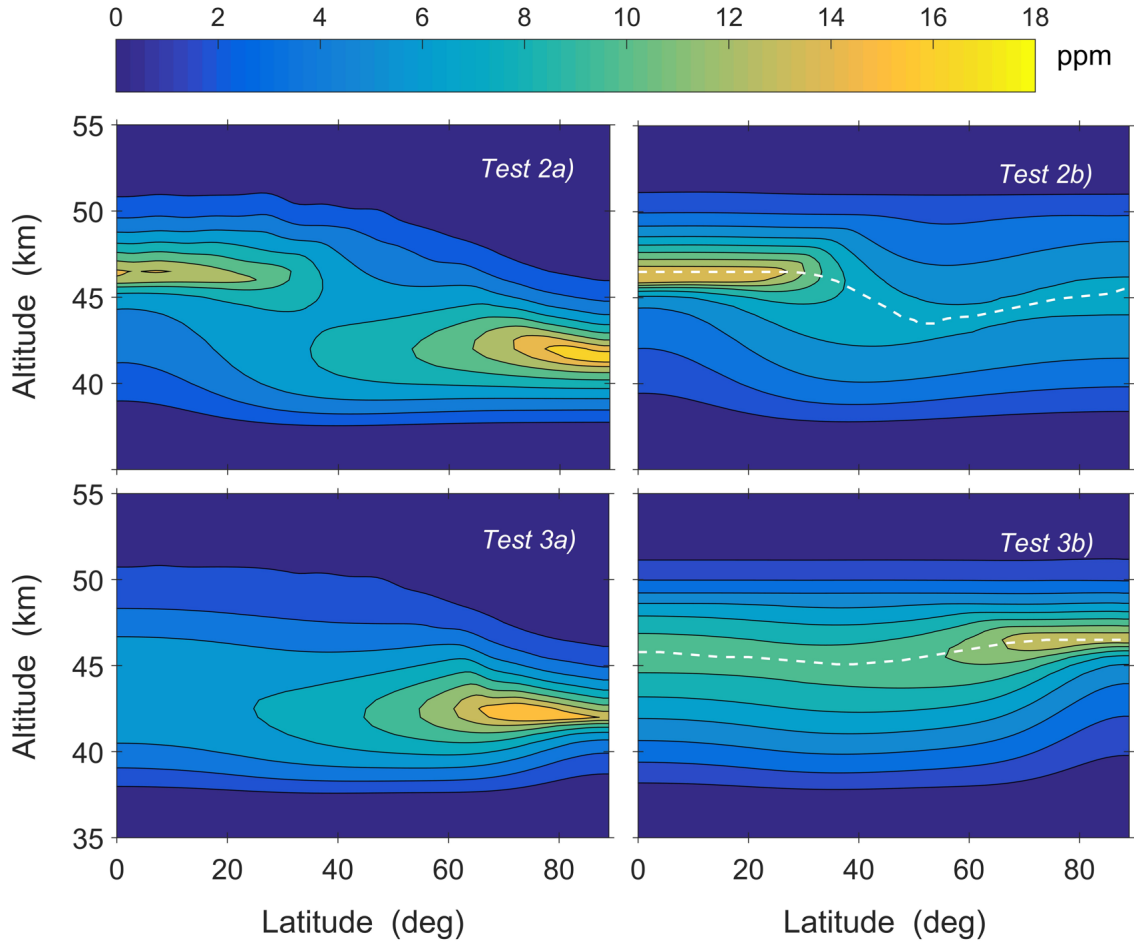 0 2 4 6 8 10 12 14 16 18
ppm
55
50
45
40
Altitude (km)
Test 2a)
Test 2b)
55
50
45
40
35
Altitude (km)
Test 3a)
Test 3b)
0 20 40 60 80
0 20 40 60 80
Latitude (deg)
Latitude (deg)